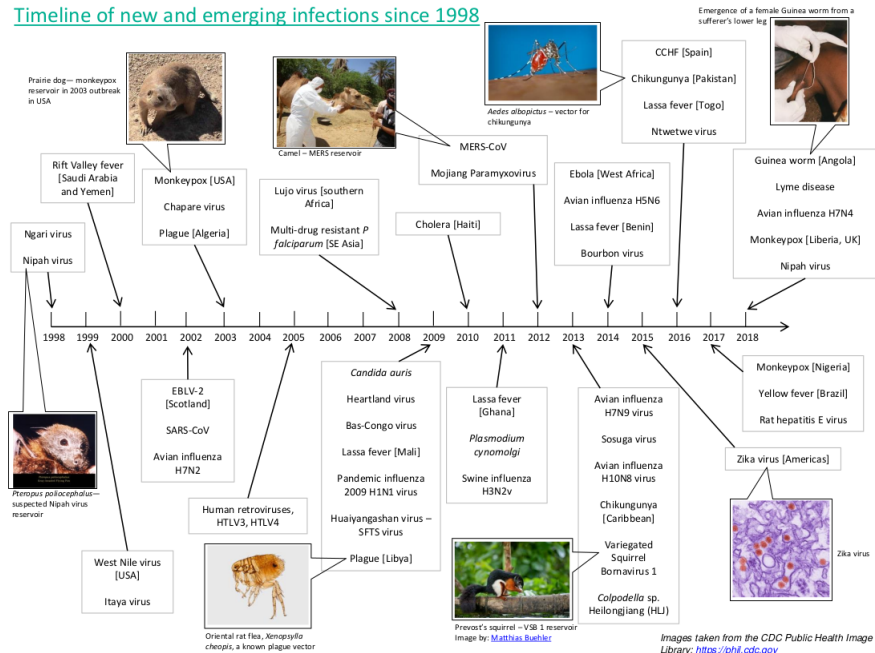 Timeline of new and emerging infections since 1998
Emergence of a female Guinea worm from a
sufferer's lower leg
Prairie dog— monkeypox
reservoir in 2003 outbreak
in USA
Camel – MERS reservoir
Aedes albopictus – vector for
chikungunya
CCHF [Spain]
Chikungunya [Pakistan]
Lassa fever [Togo]
Ntwetwe virus
Rift Valley fever
[Saudi Arabia
and Yemen]
Monkeypox [USA]
Chapare virus
Plague [Algeria]
Lujo virus [southern
Africa]
Multi-drug resistant P
falciparum [SE Asia]
MERS-CoV
Mojiang Paramyxovirus
Cholera [Haiti]
Ebola [West Africa]
Avian influenza H5N6
Lassa fever [Benin]
Bourbon virus
Guinea worm [Angola]
Lyme disease
Avian influenza H7N4
Monkeypox [Liberia, UK]
Nipah virus
Ngari virus
Nipah virus
1998 1999 2000 2001 2002 2003 2004 2005 2006 2007 2008 2009 2010 2011 2012 2013 2014 2015 2016 2017 2018
Pteropus poliocephalus—
suspected Nipah virus
reservoir
West Nile virus
[USA]
Itaya virus
EBLV-2
[Scotland]
SARS-CoV
Avian influenza
H7N2
Human retroviruses,
HTLV3, HTLV4
Oriental rat flea, Xenopsylla
cheopis, a known plague vector
Candida auris
Heartland virus
Bas-Congo virus
Lassa fever [Mali]
Pandemic influenza
2009 H1N1 virus
Huaiyangashan virus –
SFTS virus
Plague [Libya]
Lassa fever
[Ghana]
Plasmodium
cynomolgi
Swine influenza
H3N2v
Prevost's squirrel – VSB 1 reservoir
Image by: Matthias Buehler
Avian influenza
H7N9 virus
Sosuga virus
Avian influenza
H10N8 virus
Chikungunya
[Caribbean]
Variegated
Squirrel
Bornavirus 1
Colpodella sp.
Heilongjiang (HLJ)
Monkeypox [Nigeria]
Yellow fever [Brazil]
Rat hepatitis E virus
Zika virus [Americas]
Zika virus
Images taken from the CDC Public Health Image
Library: https://phil.cdc.gov